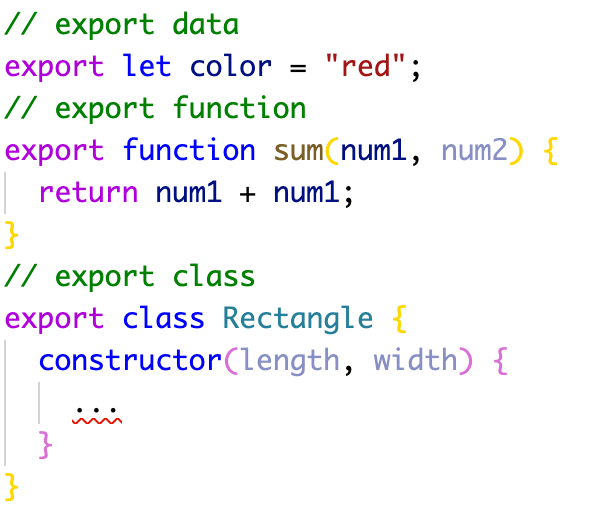 // export data
export let color = "red";
// export function
export function sum(num1, num2) {
  return num1 + num1;
}
// export class
export class Rectangle {
  constructor(length, width) {
    ...
  }
}